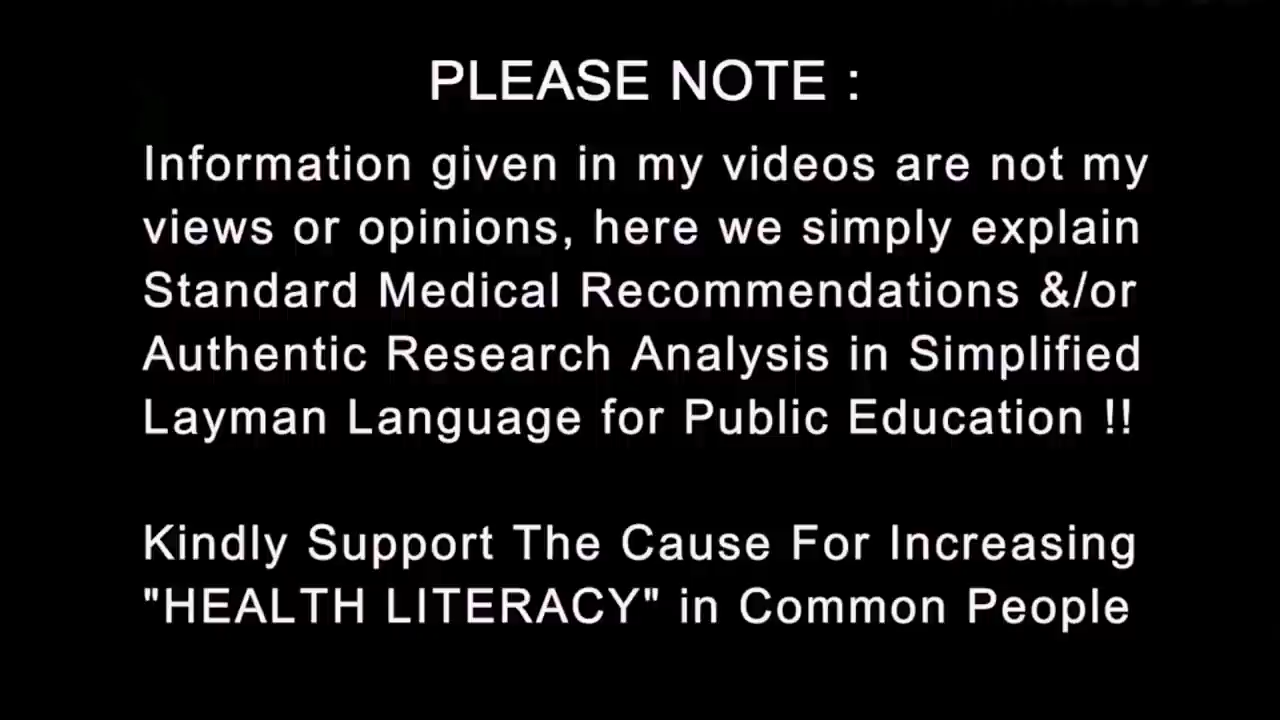 PLEASE NOTE :
Information given in my videos are not my
views or opinions, here we simply explain
Standard Medical Recommendations &/or
Authentic Research Analysis in Simplified
Layman Language for Public Education !!
Kindly Support The Cause For Increasing
"HEALTH LITERACY" in Common People